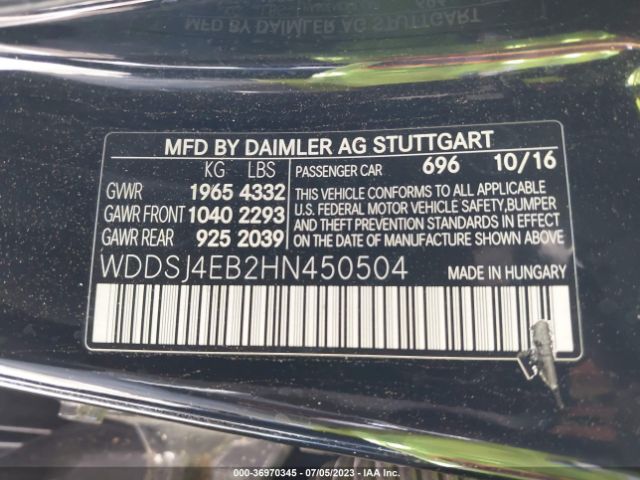 MFD BY DAIMLER AG STUTTGART
KG LBS PASSENGER CAR 696 10/16
GVWR 1965 4332
GAWR FRONT 1040 2293
GAWR REAR 925 2039
THIS VEHICLE CONFORMS TO ALL APPLICABLE
U.S. FEDERAL MOTOR VEHICLE SAFETY, BUMPER
AND THEFT PREVENTION STANDARDS IN EFFECT
ON THE DATE OF MANUFACTURE SHOWN ABOVE.
WDDSJ4EB2HN450504 MADE IN HUNGARY
000-36970345 / 07/05/2023 - IAA Inc.